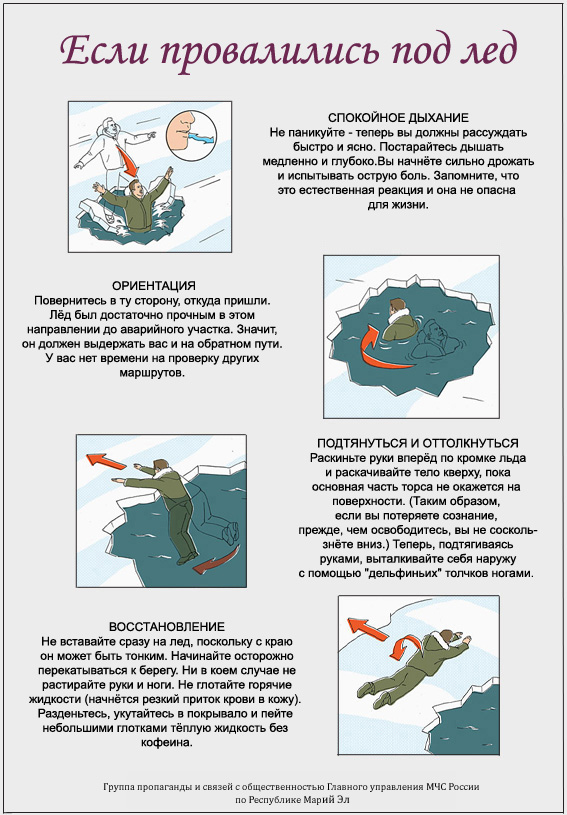 Если провалились под лед
СПОКОЙНОЕ ДЫХАНИЕ
Не паникуйте - теперь вы должны рассуждать
быстро и ясно. Постарайтесь дышать
медленно и глубоко.Вы начнёте сильно дрожать
и испытывать острую боль. Запомните, что
это естественная реакция и она не опасна
для жизни.
ОРИЕНТАЦИЯ
Повернитесь в ту сторону, откуда пришли.
Лёд был достаточно прочным в этом
направлении до аварийного участка. Значит,
он должен выдержать вас и на обратном пути.
У вас нет времени на проверку других
маршрутов.
ПОДТЯНУТЬСЯ И ОТТОЛКНУТЬСЯ
Раскиньте руки вперёд по кромке льда
и раскачивайте тело кверху, пока
основная часть торса не окажется на
поверхности. (Таким образом,
если вы потеряете сознание,
прежде, чем освободитесь, вы не сосколь-
знёте вниз.) Теперь, подтягиваясь
руками, выталкивайте себя наружу
с помощью "дельфиньих" толчков ногами.
ВОССТАНОВЛЕНИЕ
Не вставайте сразу на лед, поскольку с краю
он может быть тонким. Начинайте осторожно
перекатываться к берегу. Ни в коем случае не
растирайте руки и ноги. Не глотайте горячие
жидкости (начнётся резкий приток крови в кожу).
Разденьтесь, укутайтесь в покрывало и пейте
небольшими глотками тёплую жидкость без
кофеина.
Группа пропаганды и связей с общественностью Главного управления МЧС России
по Республике Марий Эл